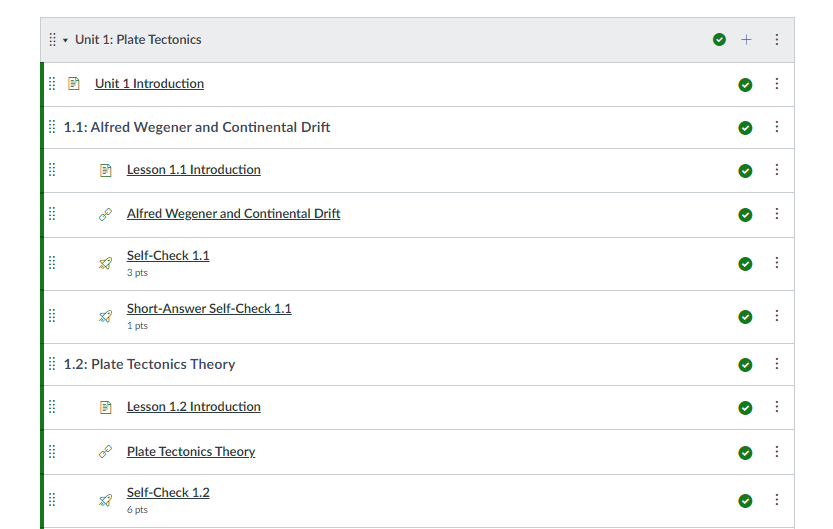 Unit 1: Plate Tectonics
Unit 1 Introduction
1.1: Alfred Wegener and Continental Drift
Lesson 1.1 Introduction
Alfred Wegener and Continental Drift
Self-Check 1.1
3 pts
Short-Answer Self-Check 1.1
1 pts
1.2: Plate Tectonics Theory
Lesson 1.2 Introduction
Plate Tectonics Theory
Self-Check 1.2
6 pts